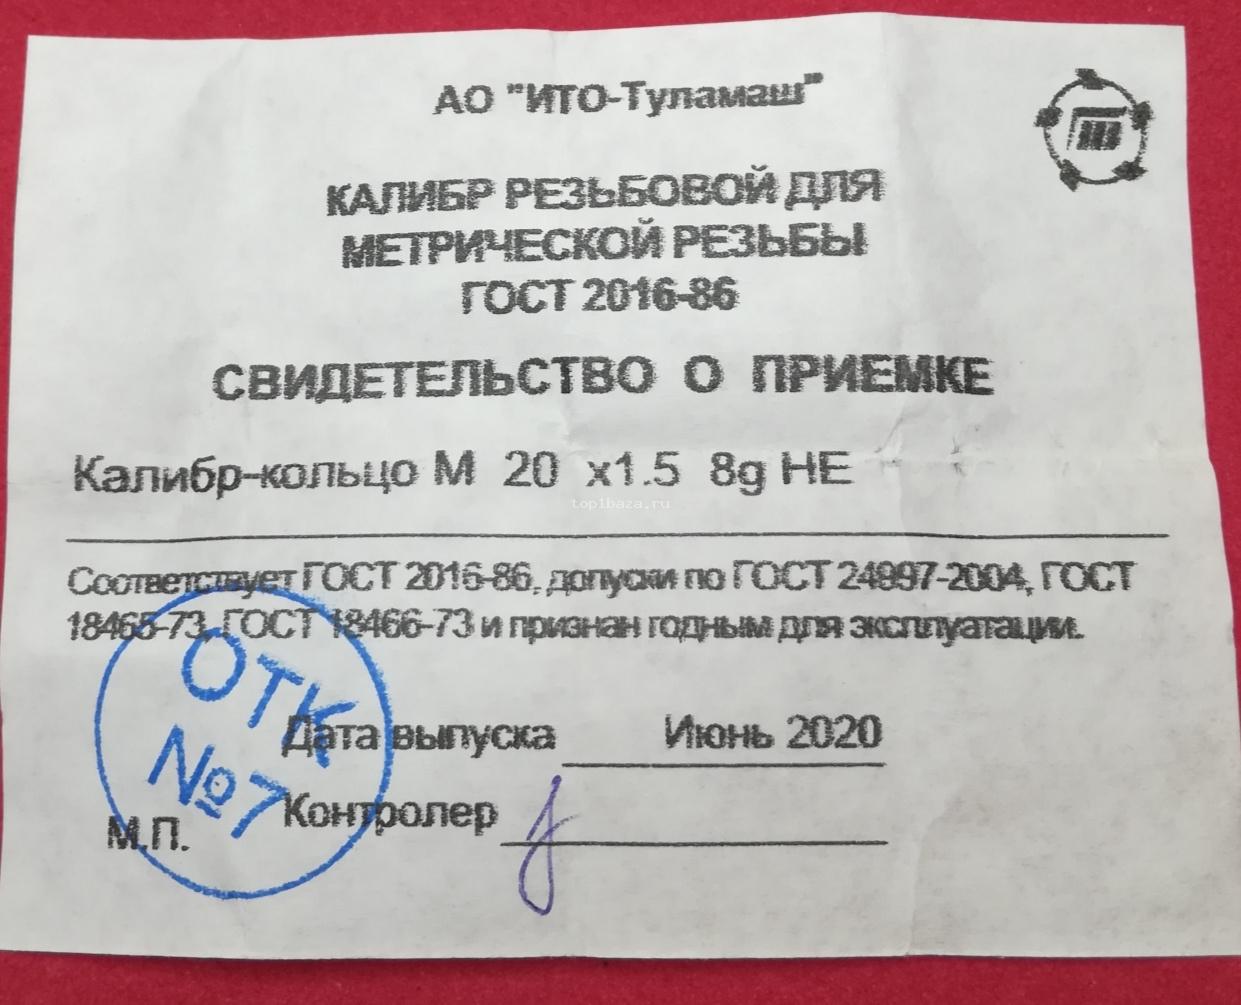 АО "ИТО-Туламаш"
КАЛИБР РЕЗЬБОВОЙ ДЛЯ
МЕТРИЧЕСКОЙ РЕЗЬБЫ
ГОСТ 2016-86
СВИДЕТЕЛЬСТВО О ПРИЕМКЕ
Калибр-кольцо М 20 х1.5 8g НЕ
top1baza.ru
Соответствует ГОСТ 2016-86, допуски по ГОСТ 24997-2004, ГОСТ
18465-73, ГОСТ 18466-73 и признан годным для эксплуатации.
ОТК
№7
Дата выпуска Июнь 2020
Контролер
М.П.